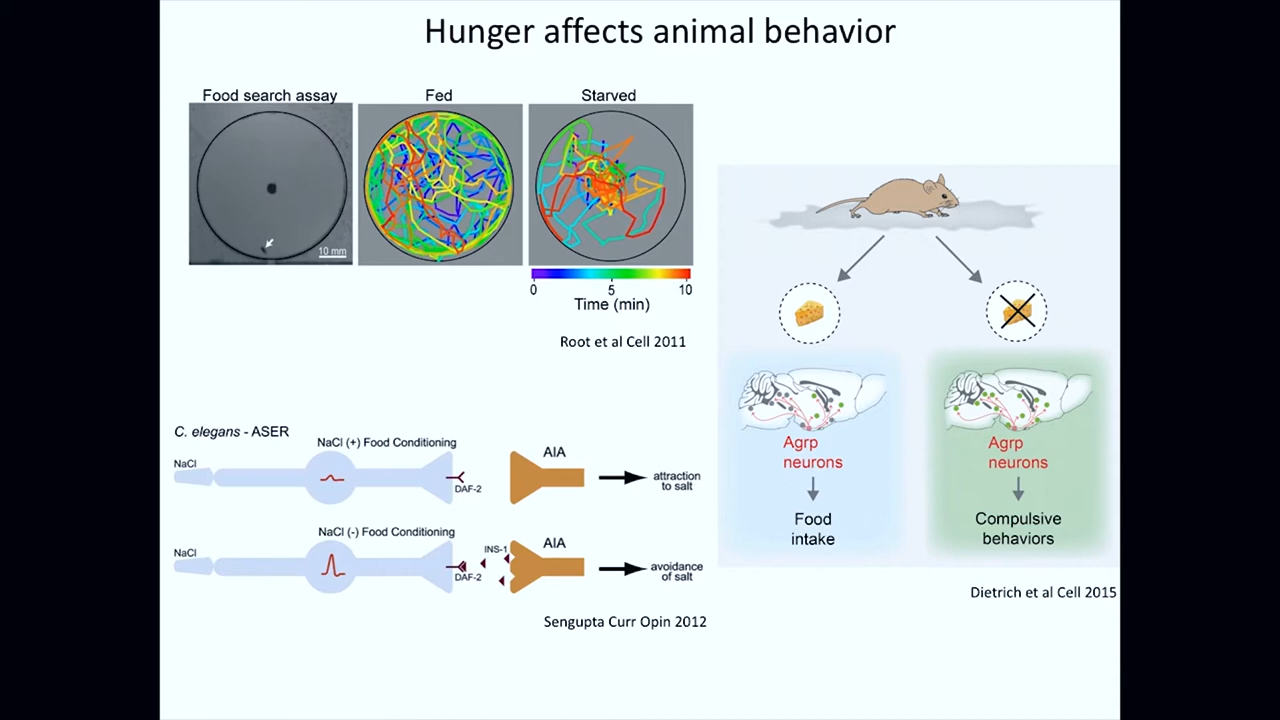 Hunger affects animal behavior
Food search assay
Fed
Starved
10 mm
0 5 10
Time (min)
Root et al Cell 2011
C. elegans - ASER
NaCl (+) Food Conditioning
NaCl
DAF-2
AIA
attraction
to salt
NaCl (-) Food Conditioning
NaCl
DAF-2
INS-1
AIA
avoidance
of salt
Sengupta Curr Opin 2012
Agrp
neurons
Food
intake
Agrp
neurons
Compulsive
behaviors
Dietrich et al Cell 2015